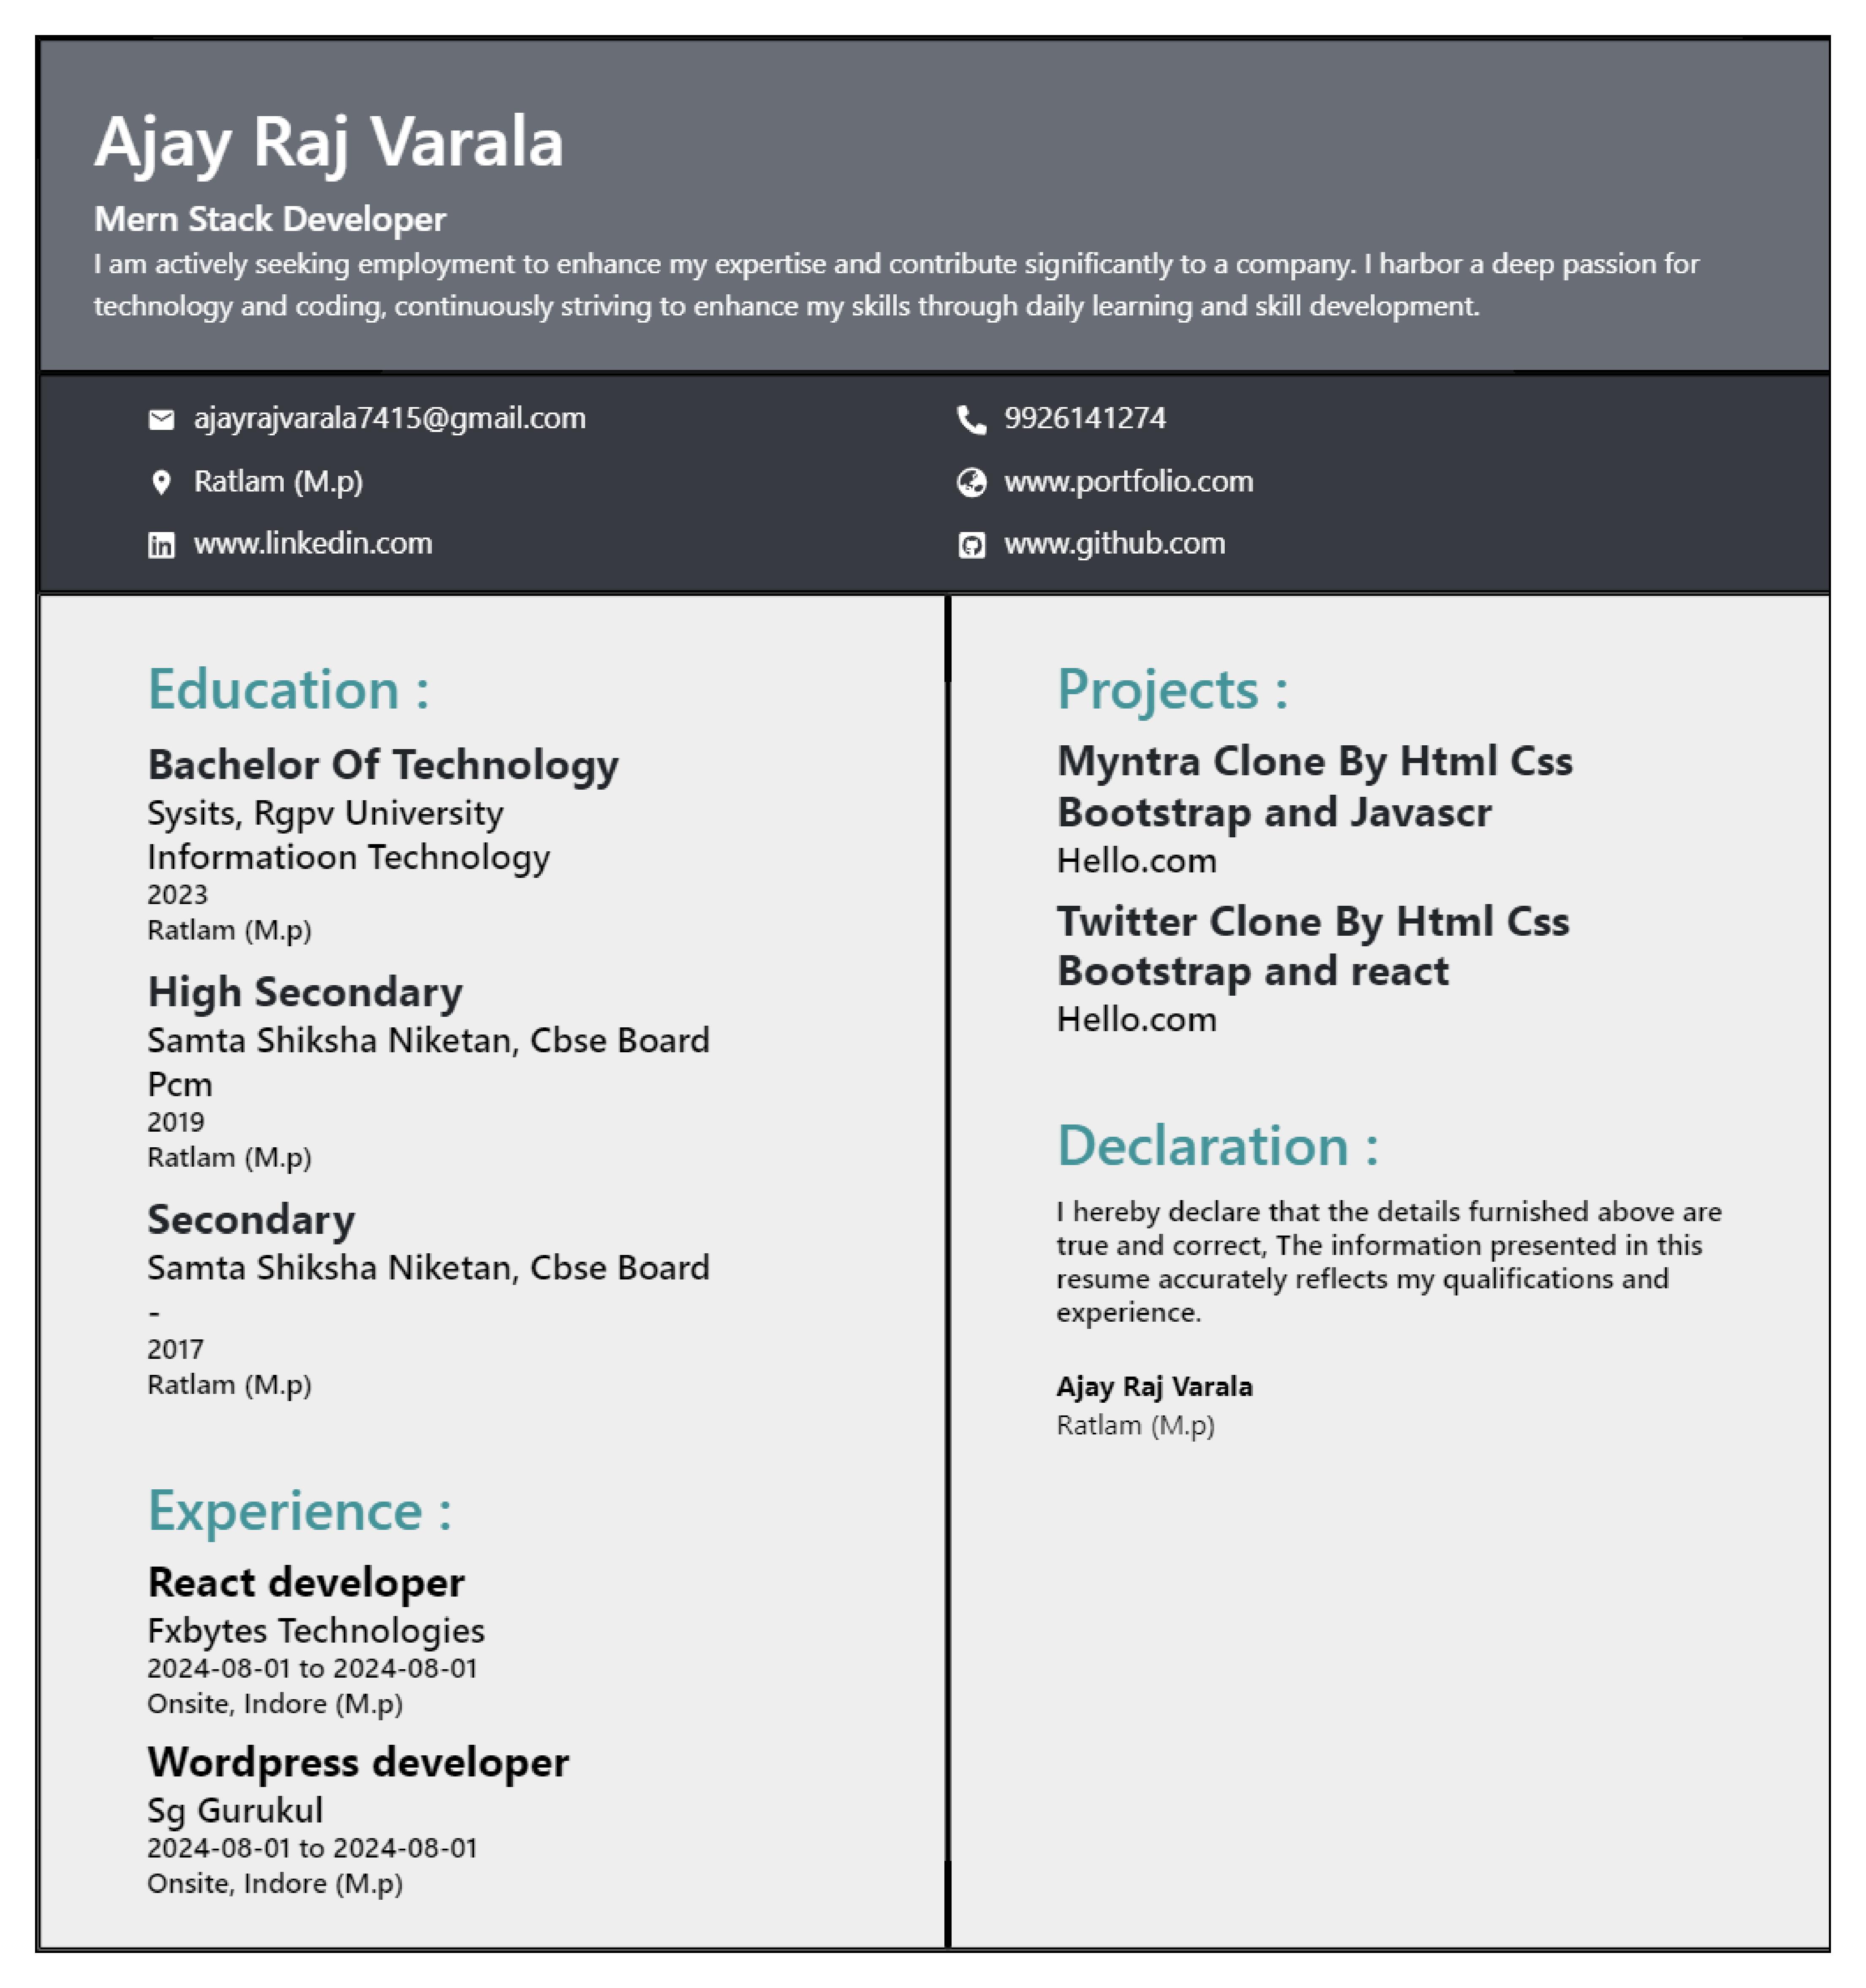 Ajay Raj Varala
Mern Stack Developer
I am actively seeking employment to enhance my expertise and contribute significantly to a company. I harbor a deep passion for
technology and coding, continuously striving to enhance my skills through daily learning and skill development.
ajayrajvarala7415@gmail.com
9926141274
Ratlam (M.p)
www.portfolio.com
www.linkedin.com
www.github.com
Education :
Bachelor Of Technology
Sysits, Rgpv University
Informatioon Technology
2023
Ratlam (M.p)
High Secondary
Samta Shiksha Niketan, Cbse Board
Pcm
2019
Ratlam (M.p)
Secondary
Samta Shiksha Niketan, Cbse Board
-
2017
Ratlam (M.p)
Experience :
React developer
Fxbytes Technologies
2024-08-01 to 2024-08-01
Onsite, Indore (M.p)
Wordpress developer
Sg Gurukul
2024-08-01 to 2024-08-01
Onsite, Indore (M.p)
Projects :
Myntra Clone By Html Css
Bootstrap and Javascr
Hello.com
Twitter Clone By Html Css
Bootstrap and react
Hello.com
Declaration :
I hereby declare that the details furnished above are
true and correct, The information presented in this
resume accurately reflects my qualifications and
experience.
Ajay Raj Varala
Ratlam (M.p)